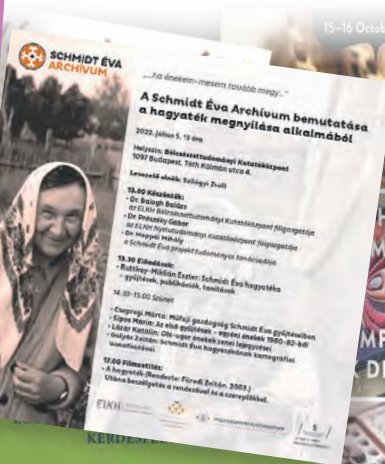 15–16 Octob
SCHMIDT ÉVA
ARCHÍVUM
„...ha énekem-mesém tovább megy..."
A Schmidt Éva Archívum bemutatása
a hagyaték megnyílása alkalmából
2022. július 5. 13 óra
Helyszín: Bölcsészettudományi Kutatóközpont
1097 Budapest, Tóth Kálmán utca 4.
Levezető elnök: Szilágyi Zsolt
13.00 Köszöntők:
• Dr. Balogh Balázs
az ELKH Bölcsészettudományi Kutatóközpont főigazgatója
• Dr. Prószéky Gábor
az ELKH Nyelvtudományi Kutatóközpont főigazgatója
• Dr. Hoppál Mihály
a Schmidt Éva projekt tudományos tanácsadója
13.30 Előadások:
• Ruttkay-Miklián Eszter: Schmidt Éva hagyatéka
– gyűjtések, publikációk, tanítások
14.30-15.00 Szünet
• Csepregi Márta: Műfaji gazdagság Schmidt Éva gyűjtéseiben
• Sipos Mária: Az első gyűjtések – egyéni énekek 1980-82-ből
• Lázár Katalin: Obi-ugor énekek zenei lejegyzései
• Gulyás Zoltán: Schmidt Éva hagyatékának kartográfiai
vonatkozásai
17.00 Filmvetítés:
• A hagyaték (Rendezte: Füredi Zoltán, 2003.)
Utána beszélgetés a rendezővel és a szereplőkkel.
ELKH